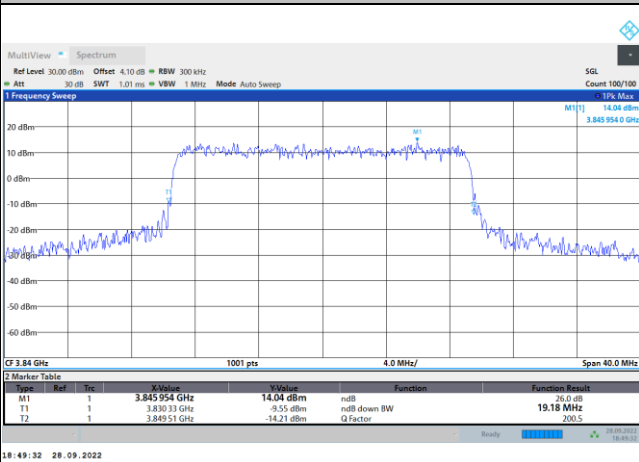 MultiView Spectrum
Ref Level 30.00 dBm Offset 4.10 dB RBW 300 kHz SGL
Att 30 dB SWT 1.01 ms VBW 1 MHz Mode Auto Sweep Count 100/100
1 Frequency Sweep 1Pk Max
M1[1] 14.04 dBm
3.845 954 0 GHz
20 dBm
M1
10 dBm
0 dBm
T1
-10 dBm
-20 dBm
-30 dBm
-40 dBm
-50 dBm
-60 dBm
CF 3.84 GHz 1001 pts 4.0 MHz/ Span 40.0 MHz
2 Marker Table
Type Ref Trc X-Value Y-Value Function Function Result
M1 1 3.845 954 GHz 14.04 dBm ndB 26.0 dB
T1 1 3.830 33 GHz -9.55 dBm ndB down BW 19.18 MHz
T2 1 3.849 51 GHz -14.21 dBm Q Factor 200.5
Ready 28.09.2022
18:49:32
18:49:32 28.09.2022